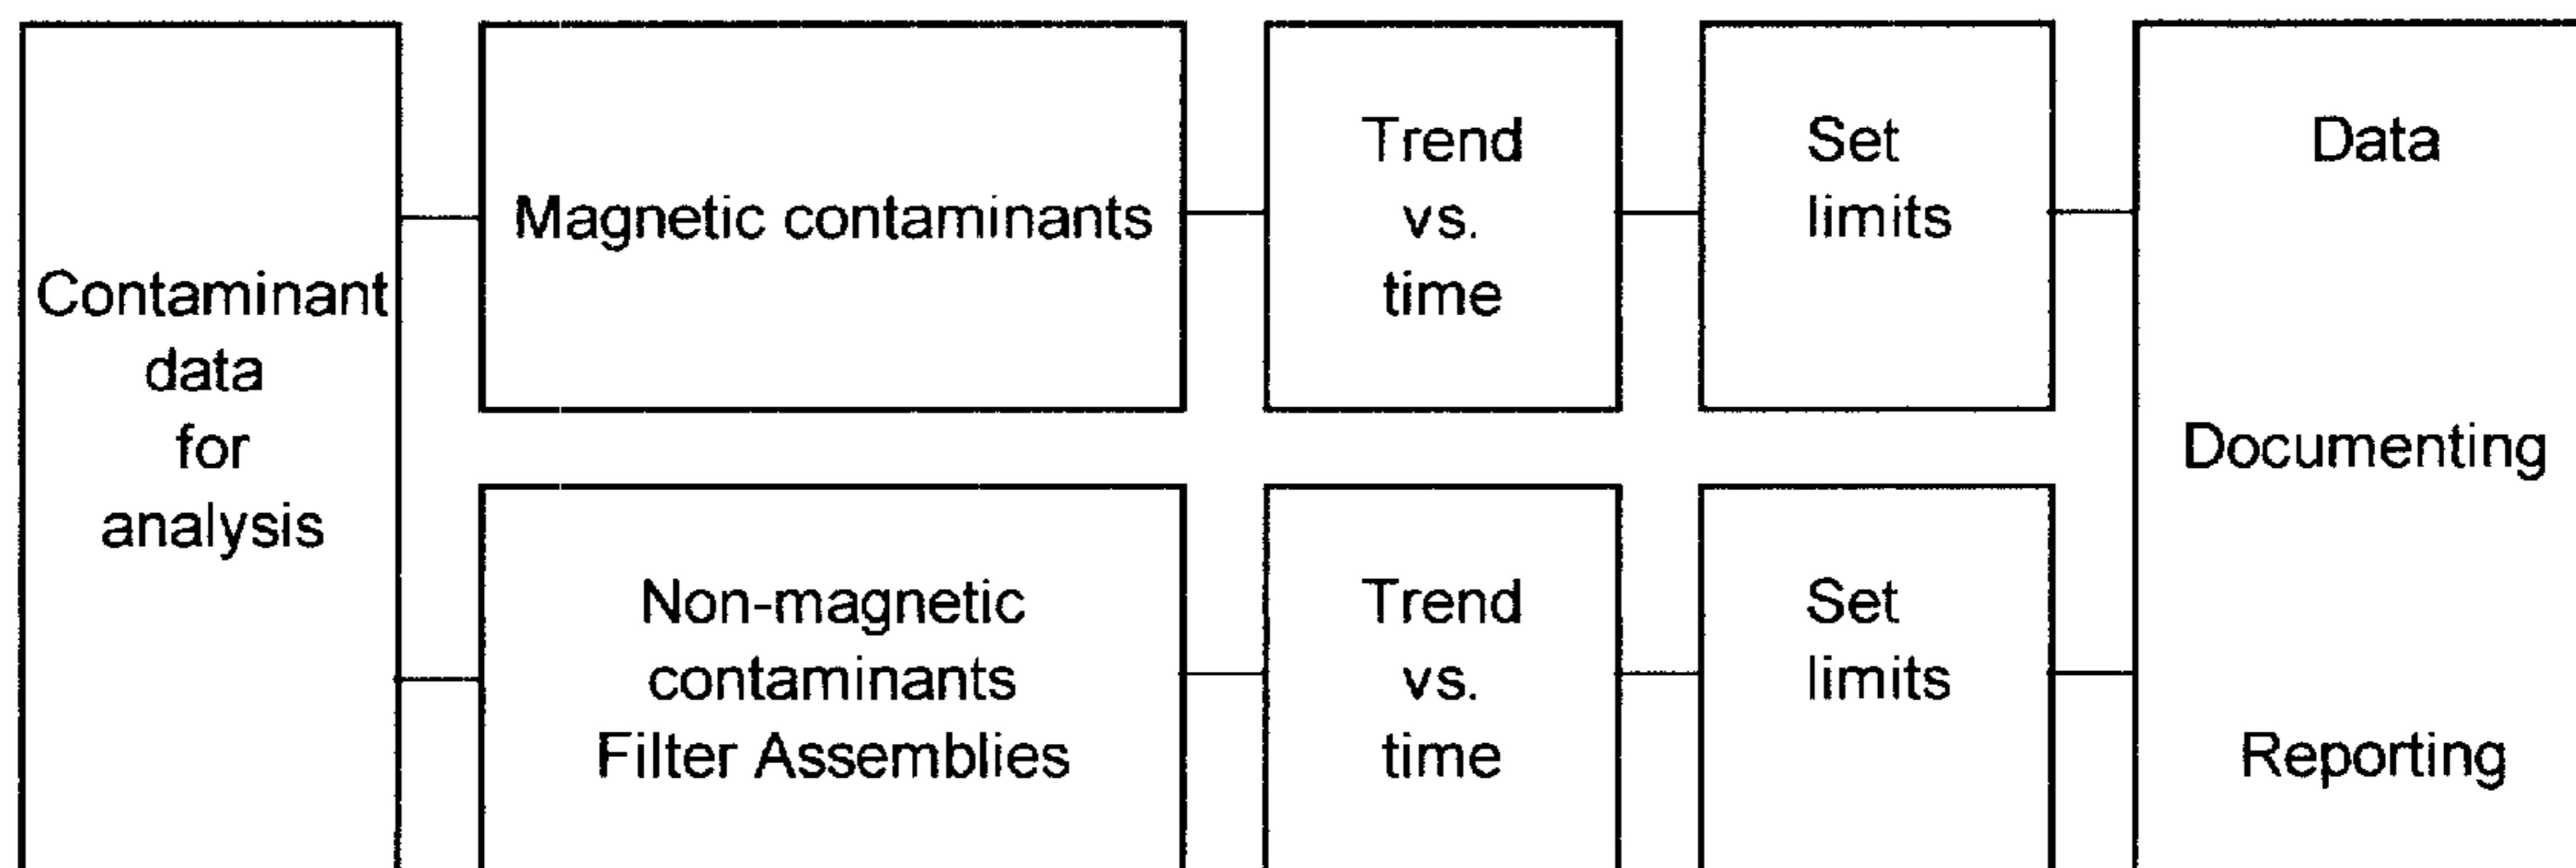 Contaminant
data
for
analysis
Magnetic contaminants
Trend
vs.
time
Set
limits
Non-magnetic
contaminants
Filter Assemblies
Trend
vs.
time
Set
limits
Data
Documenting
Reporting